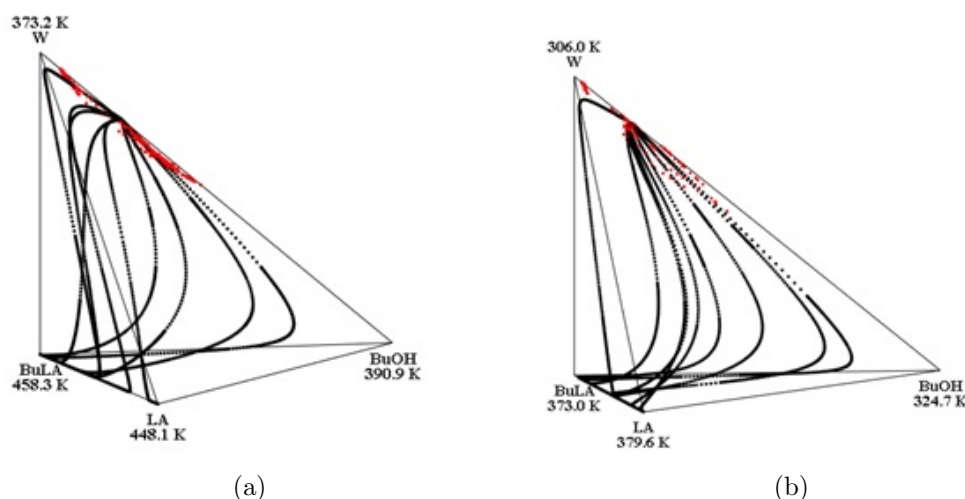 373.2 K
W
BuLA
458.3 K
LA
448.1 K
BuOH
390.9 K
(a)
306.0 K
W
BuLA
373.0 K
LA
379.6 K
BuOH
324.7 K
(b)